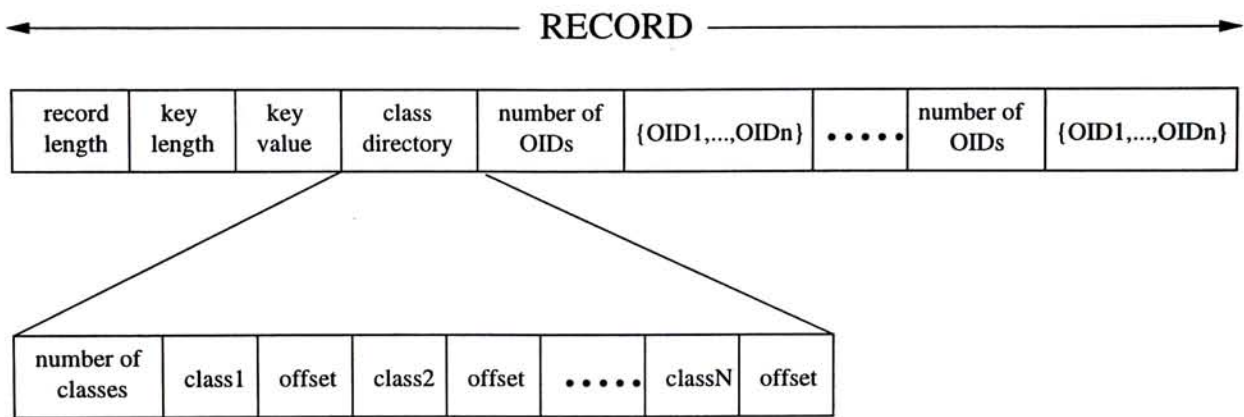 RECORD
record length
key length
key value
class directory
number of OIDs
{OID1,...,OIDn}
.....
number of OIDs
{OID1,...,OIDn}
number of classes
class1
offset
class2
offset
.....
classN
offset